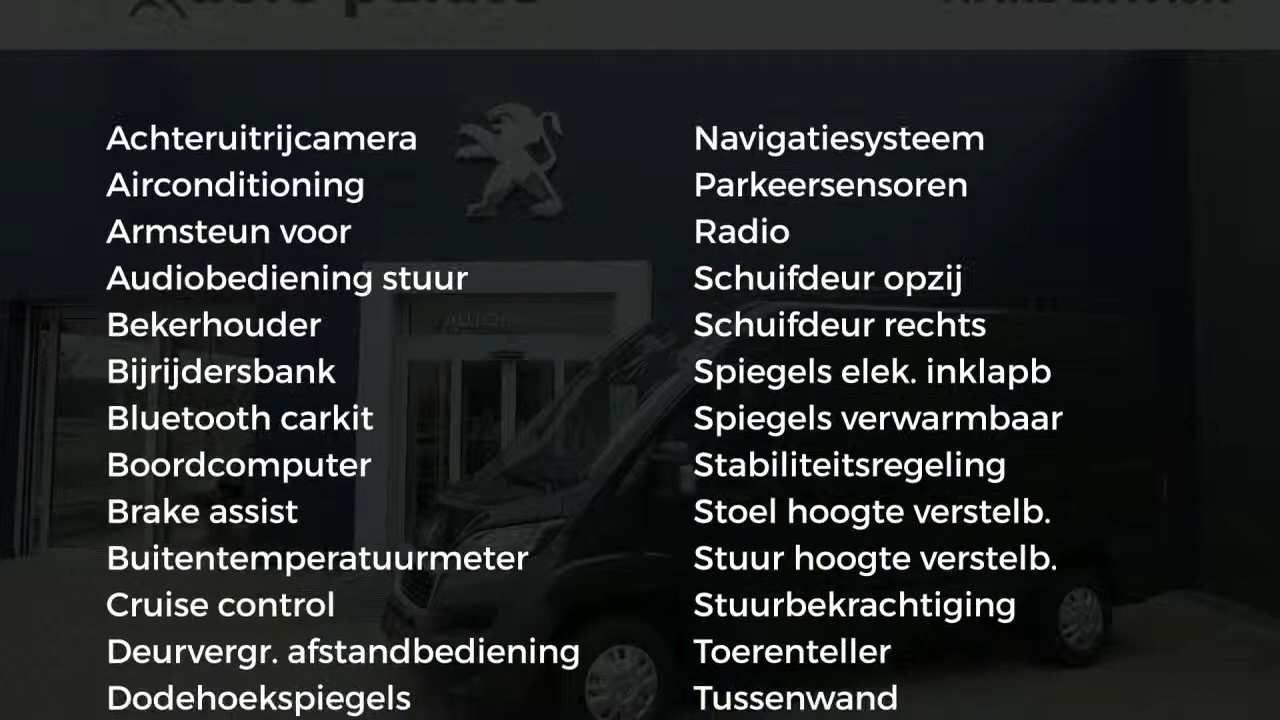 Achteruitrijcamera
Airconditioning
Armsteun voor
Audiobediening stuur
Bekerhouder
Bijrijdersbank
Bluetooth carkit
Boordcomputer
Brake assist
Buitentemperatuurmeter
Cruise control
Deurvergr. afstandbediening
Dodehoekspiegels
Navigatiesysteem
Parkeersensoren
Radio
Schuifdeur opzij
Schuifdeur rechts
Spiegels elek. inklapb
Spiegels verwarmbaar
Stabiliteitsregeling
Stoel hoogte verstelb.
Stuur hoogte verstelb.
Stuurbekrachtiging
Toerenteller
Tussenwand